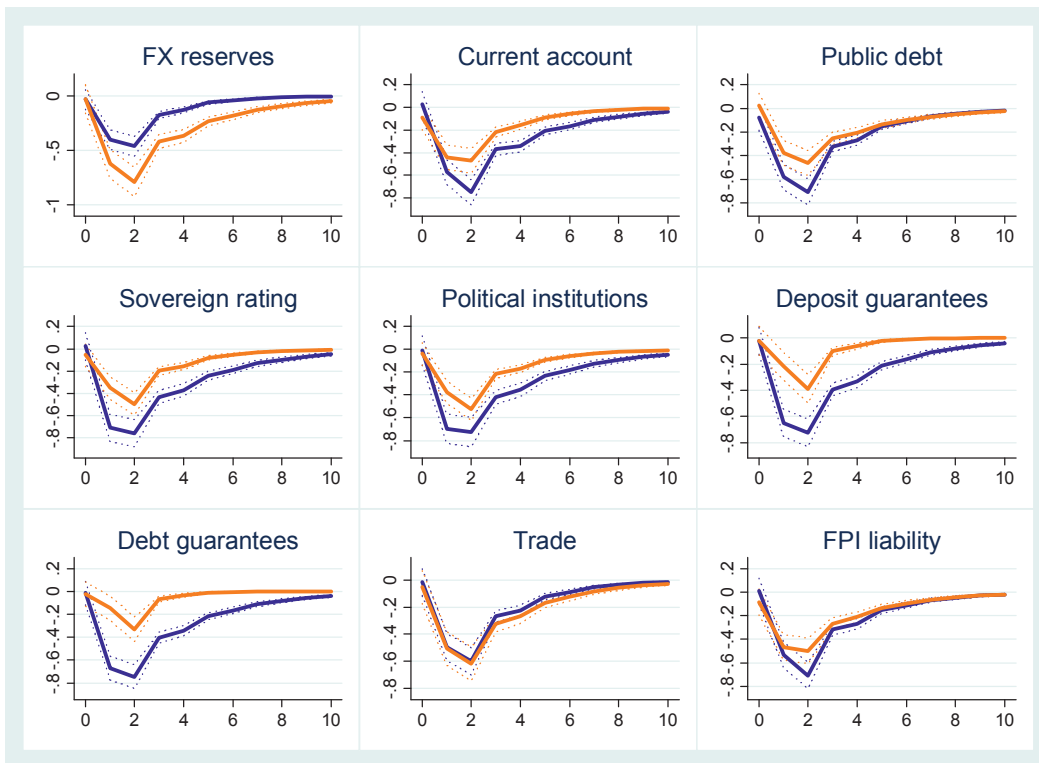 FX reserves
0
-.5
-1
0 2 4 6 8 10
Current account
.2
0
-.2
-.4
-.6
-.8
0 2 4 6 8 10
Public debt
.2
0
-.2
-.4
-.6
-.8
0 2 4 6 8 10
Sovereign rating
.2
0
-.2
-.4
-.6
-.8
0 2 4 6 8 10
Political institutions
.2
0
-.2
-.4
-.6
-.8
0 2 4 6 8 10
Deposit guarantees
0
-.2
-.4
-.6
-.8
0 2 4 6 8 10
Debt guarantees
.2
0
-.2
-.4
-.6
-.8
0 2 4 6 8 10
Trade
0
-.2
-.4
-.6
-.8
0 2 4 6 8 10
FPI liability
.2
0
-.2
-.4
-.6
-.8
0 2 4 6 8 10